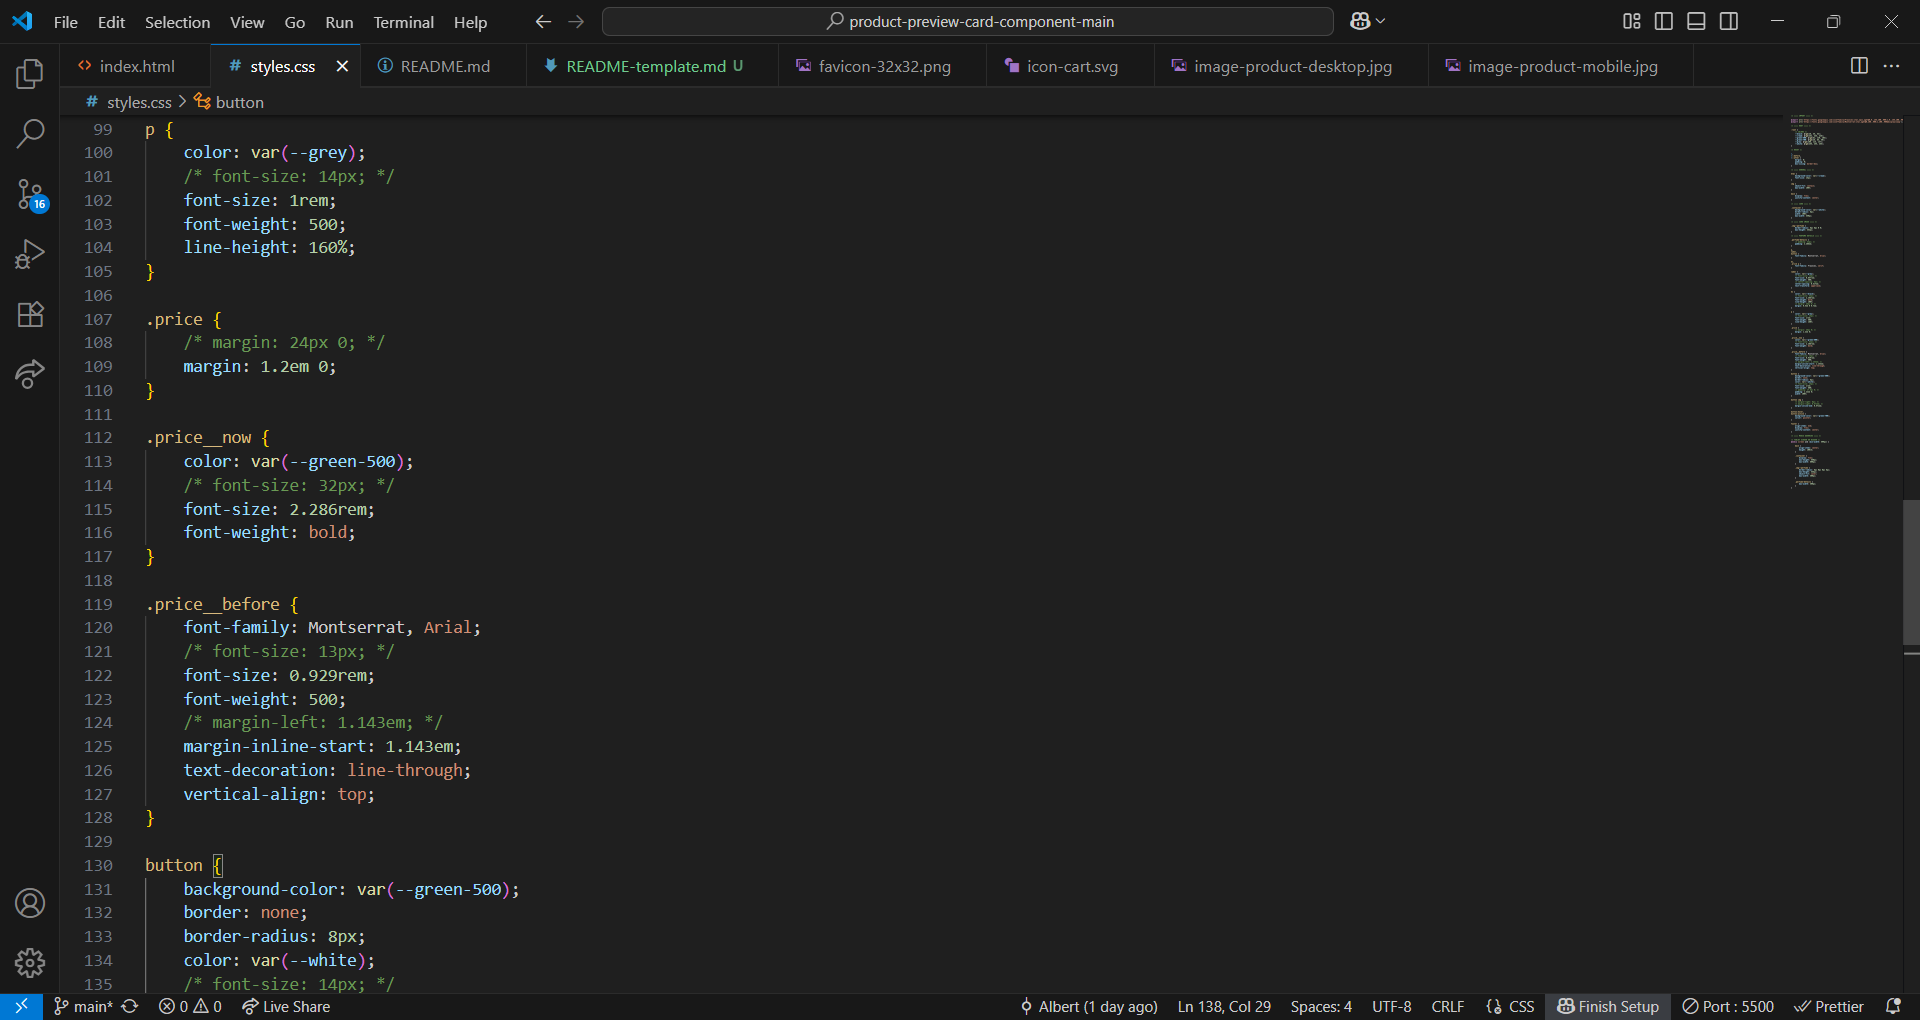 File Edit Selection View Go Run Terminal Help
product-preview-card-component-main
index.html
# styles.css
README.md
README-template.md U
favicon-32x32.png
icon-cart.svg
image-product-desktop.jpg
image-product-mobile.jpg
# styles.css > button
16
99 p {
100 color: var(--grey);
101 /* font-size: 14px; */
102 font-size: 1rem;
103 font-weight: 500;
104 line-height: 160%;
105 }
106
107 .price {
108 /* margin: 24px 0; */
109 margin: 1.2em 0;
110 }
111
112 .price__now {
113 color: var(--green-500);
114 /* font-size: 32px; */
115 font-size: 2.286rem;
116 font-weight: bold;
117 }
118
119 .price__before {
120 font-family: Montserrat, Arial;
121 /* font-size: 13px; */
122 font-size: 0.929rem;
123 font-weight: 500;
124 /* margin-left: 1.143em; */
125 margin-inline-start: 1.143em;
126 text-decoration: line-through;
127 vertical-align: top;
128 }
129
130 button {
131 background-color: var(--green-500);
132 border: none;
133 border-radius: 8px;
134 color: var(--white);
135 /* font-size: 14px; */
main* 0 0 Live Share Albert (1 day ago) Ln 138, Col 29 Spaces: 4 UTF-8 CRLF CSS Finish Setup Port : 5500 Prettier